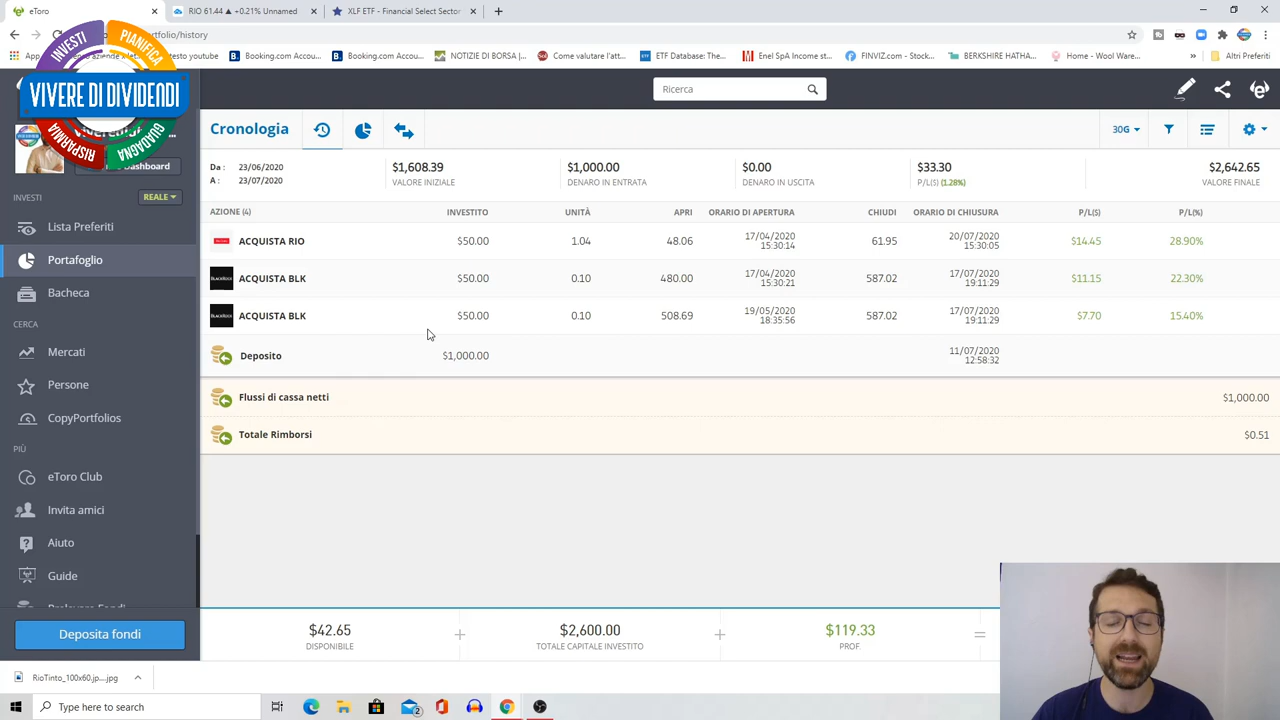 eToro
RIO 61.44 ▲ +0.21% Unnamed
XLF ETF - Financial Select Sector
portfolio/history
testo youtube
Booking.com Accou...
Booking.com Accou...
NOTIZIE DI BORSA |...
Come valutare l'att...
ETF Database: The...
Enel SpA Income st...
FINVIZ.com - Stock...
BERKSHIRE HATHA...
Home - Wool Ware...
Altri Preferiti
INVESTI
PIANIFICA
VIVERE DI DIVIDENDI
RISPARMIA
GUADAGNA
Dashboard
Ricerca
INVESTI
REALE
Lista Preferiti
Portafoglio
Bacheca
CERCA
Mercati
Persone
CopyPortfolios
PIÙ
eToro Club
Invita amici
Aiuto
Guide
Deposita fondi
Cronologia
30G
Da : 23/06/2020
A : 23/07/2020
$1,608.39
VALORE INIZIALE
$1,000.00
DENARO IN ENTRATA
$0.00
DENARO IN USCITA
$33.30
P/L($) (1.28%)
$2,642.65
VALORE FINALE
AZIONE (4) INVESTITO UNITÀ APRI ORARIO DI APERTURA CHIUDI ORARIO DI CHIUSURA P/L($) P/L(%)
ACQUISTA RIO $50.00 1.04 48.06 17/04/2020 15:30:14 61.95 20/07/2020 15:30:05 $14.45 28.90%
BLACKROCK ACQUISTA BLK $50.00 0.10 480.00 17/04/2020 15:30:21 587.02 17/07/2020 19:11:29 $11.15 22.30%
BLACKROCK ACQUISTA BLK $50.00 0.10 508.69 19/05/2020 18:35:56 587.02 17/07/2020 19:11:29 $7.70 15.40%
Deposito $1,000.00 11/07/2020 12:58:32
Flussi di cassa netti $1,000.00
Totale Rimborsi $0.51
$42.65
DISPONIBILE
+
$2,600.00
TOTALE CAPITALE INVESTITO
+
$119.33
PROF.
=
RioTinto_100x60.jp....jpg
Type here to search
2